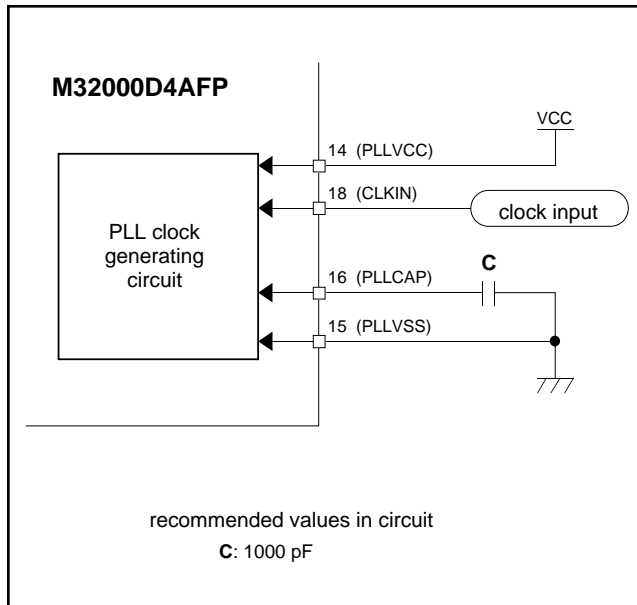 M32000D4AFP
VCC
14 (PLLVCC)
18 (CLKIN)
clock input
PLL clock
generating
circuit
C
16 (PLLCAP)
15 (PLLVSS)
recommended values in circuit
C: 1000 pF